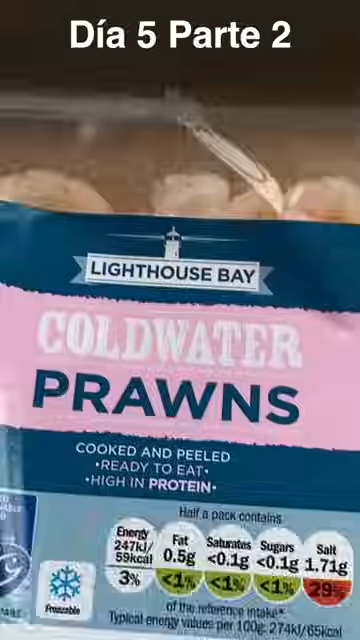 Día 5 Parte 2
LIGHTHOUSE BAY
COLDWATER
PRAWNS
COOKED AND PEELED
•READY TO EAT•
•HIGH IN PROTEIN•
Half a pack contains
Energy 247kJ/ 59kcal 3%
Fat 0.5g <1%
Saturates <0.1g <1%
Sugars <0.1g <1%
Salt 1.71g 29%
Freezable
of the reference intake*
Typical energy values per 100g: 274kJ/65kcal